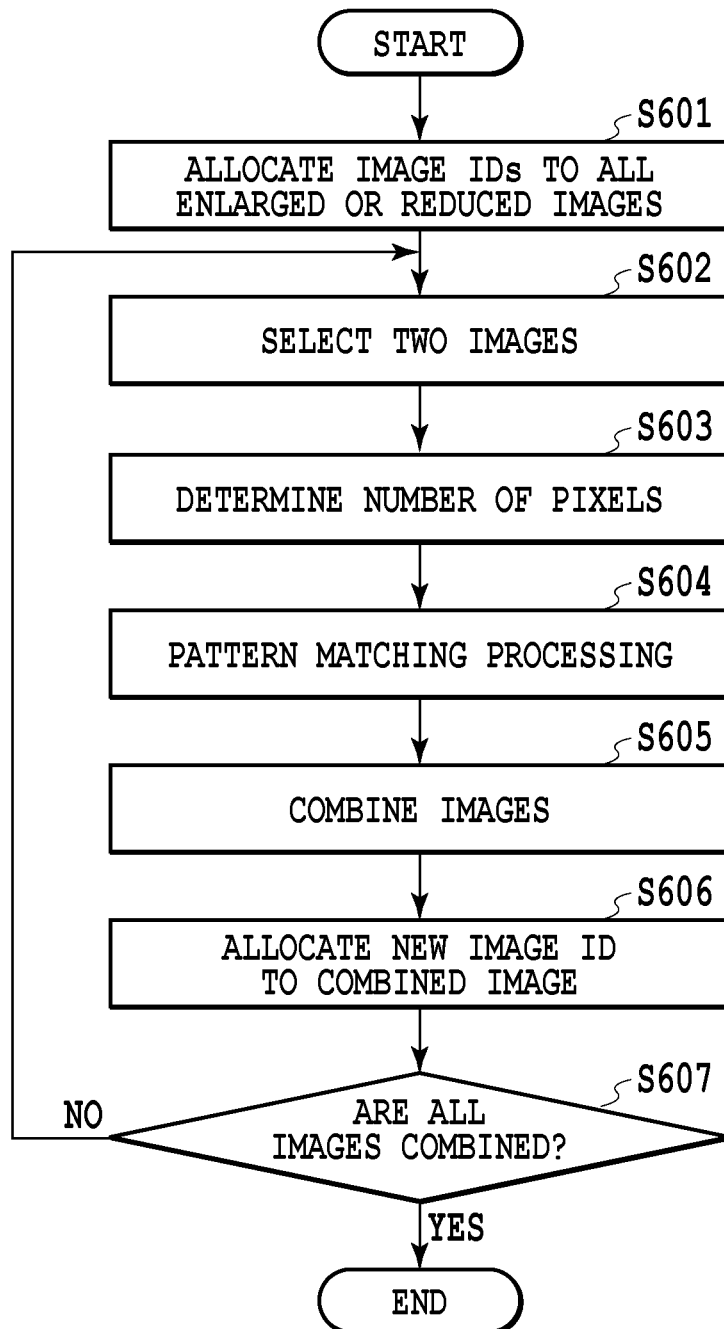 START
S601
ALLOCATE IMAGE IDs TO ALL
ENLARGED OR REDUCED IMAGES
S602
SELECT TWO IMAGES
S603
DETERMINE NUMBER OF PIXELS
S604
PATTERN MATCHING PROCESSING
S605
COMBINE IMAGES
S606
ALLOCATE NEW IMAGE ID
TO COMBINED IMAGE
S607
NO
ARE ALL
IMAGES COMBINED?
YES
END